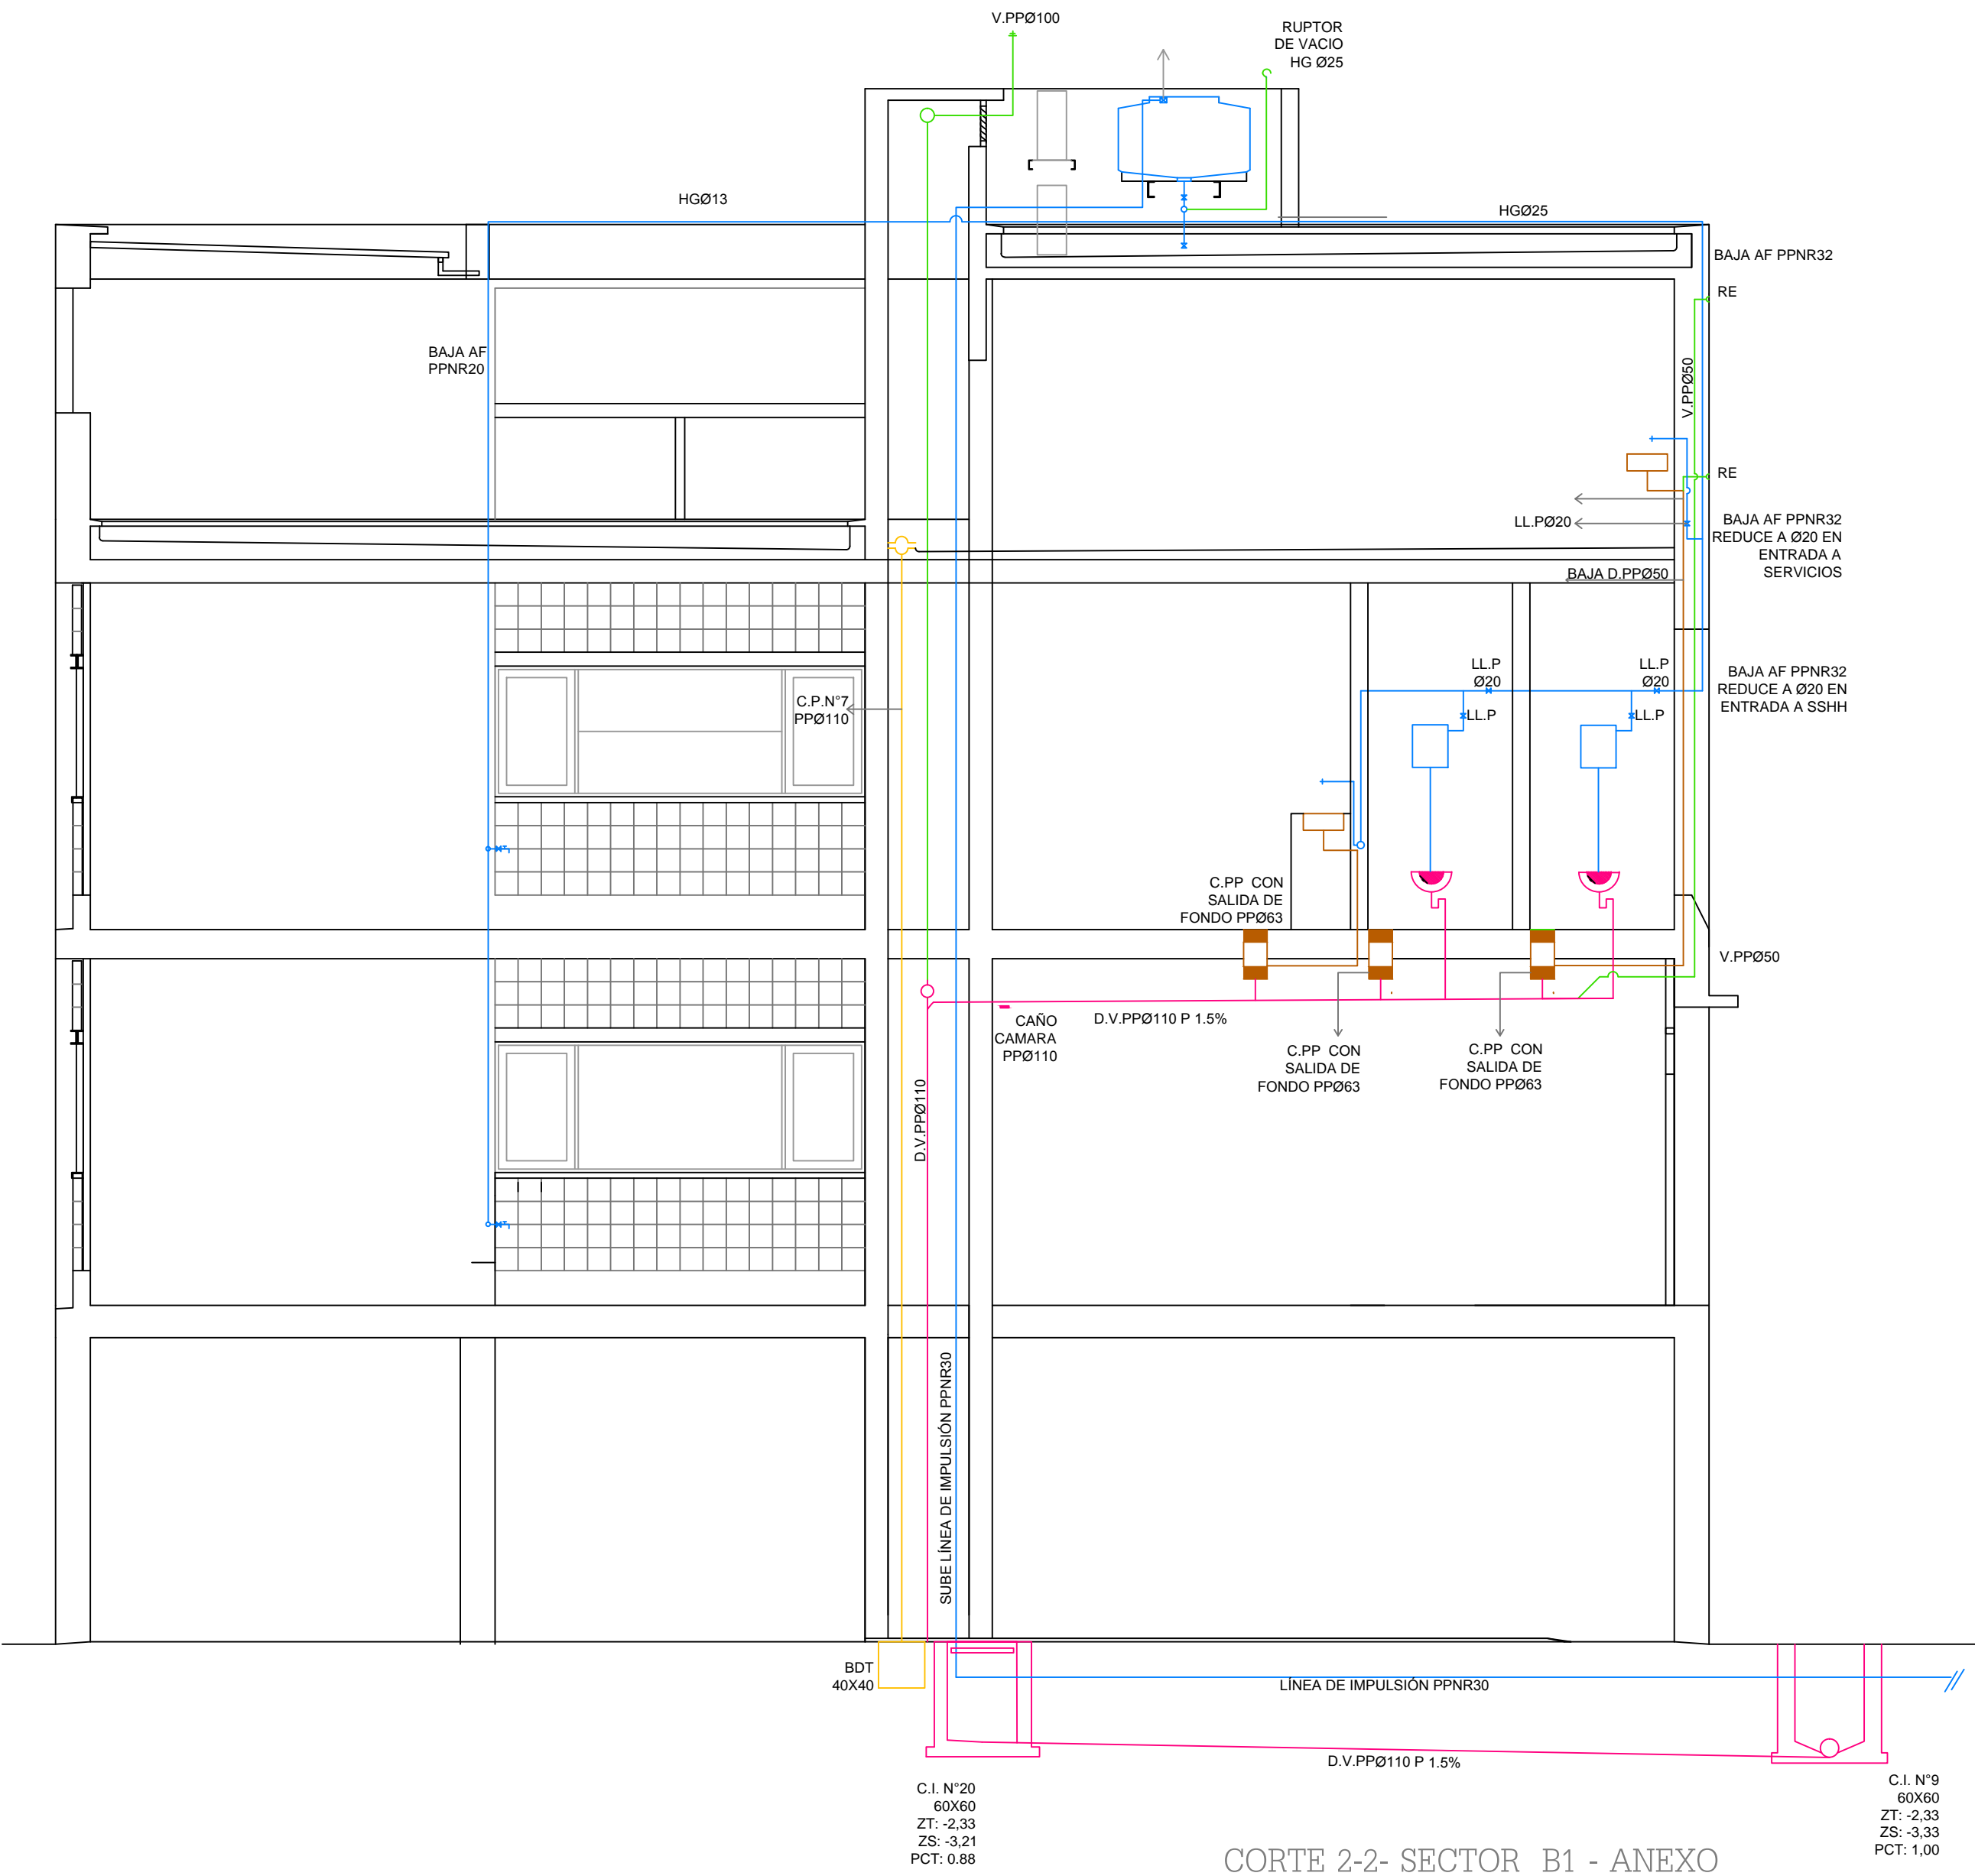 V.PPØ100
RUPTOR
DE VACIO
HG Ø25
HGØ13
HGØ25
BAJA AF PPNR32
RE
BAJA AF
PPNR20
V.PPØ50
RE
LL.PØ20
BAJA AF PPNR32
REDUCE A Ø20 EN
ENTRADA A
SERVICIOS
BAJA D.PPØ50
LL.P
Ø20
LL.P
Ø20
BAJA AF PPNR32
REDUCE A Ø20 EN
ENTRADA A SSHH
C.P.N°7
PPØ110
LL.P
LL.P
C.PP CON
SALIDA DE
FONDO PPØ63
V.PPØ50
CAÑO
CAMARA
PPØ110
D.V.PPØ110 P 1.5%
C.PP CON
SALIDA DE
FONDO PPØ63
C.PP CON
SALIDA DE
FONDO PPØ63
D.V.PPØ110
SUBE LÍNEA DE IMPULSIÓN PPNR30
BDT
40X40
LÍNEA DE IMPULSIÓN PPNR30
D.V.PPØ110 P 1.5%
C.I. N°20
60X60
ZT: -2,33
ZS: -3,21
PCT: 0.88
C.I. N°9
60X60
ZT: -2,33
ZS: -3,33
PCT: 1,00
CORTE 2-2- SECTOR B1 - ANEXO